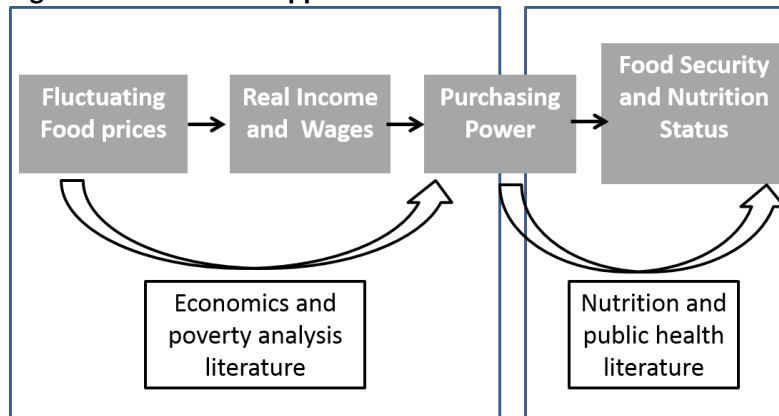 Fluctuating
Food prices
Real Income
and Wages
Purchasing
Power
Food Security
and Nutrition
Status
Economics and
poverty analysis
literature
Nutrition and
public health
literature